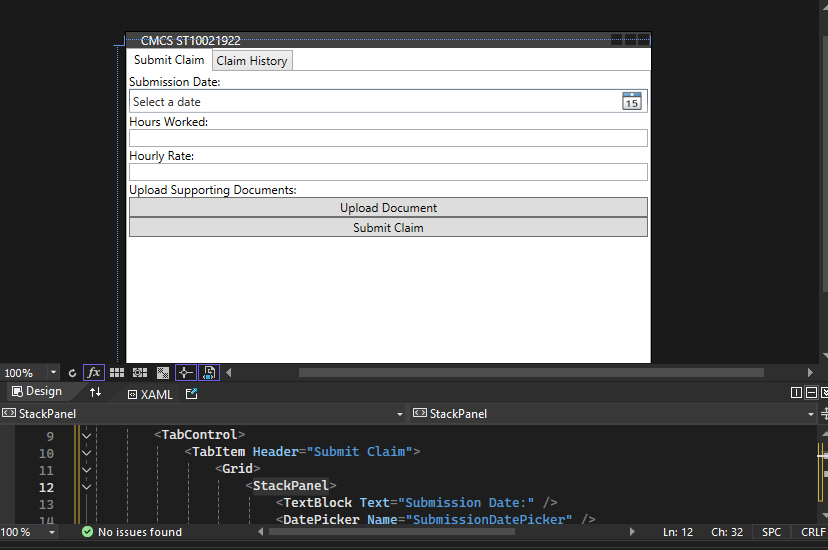 CMCS ST10021922
Submit Claim Claim History
Submission Date:
Select a date 15
Hours Worked:
Hourly Rate:
Upload Supporting Documents:
Upload Document
Submit Claim
100% fx
Design XAML
StackPanel StackPanel
9 <TabControl>
10 <TabItem Header="Submit Claim">
11 <Grid>
12 <StackPanel>
13 <TextBlock Text="Submission Date:" />
14 <DatePicker Name="SubmissionDatePicker" />
100 % No issues found Ln: 12 Ch: 32 SPC CRLF